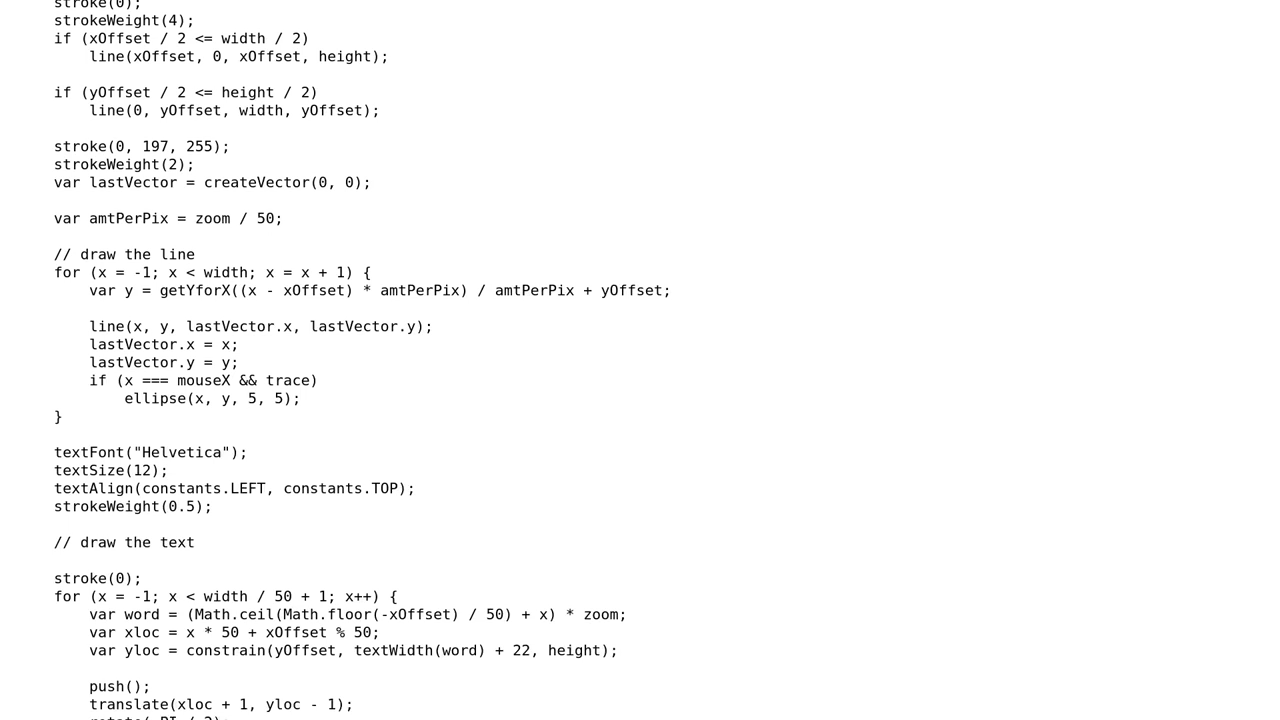 stroke(0);
strokeWeight(4);
if (xOffset / 2 <= width / 2)
    line(xOffset, 0, xOffset, height);

if (yOffset / 2 <= height / 2)
    line(0, yOffset, width, yOffset);

stroke(0, 197, 255);
strokeWeight(2);
var lastVector = createVector(0, 0);

var amtPerPix = zoom / 50;

// draw the line
for (x = -1; x < width; x = x + 1) {
    var y = getYforX((x - xOffset) * amtPerPix) / amtPerPix + yOffset;

    line(x, y, lastVector.x, lastVector.y);
    lastVector.x = x;
    lastVector.y = y;
    if (x === mouseX && trace)
        ellipse(x, y, 5, 5);
}

textFont("Helvetica");
textSize(12);
textAlign(constants.LEFT, constants.TOP);
strokeWeight(0.5);

// draw the text

stroke(0);
for (x = -1; x < width / 50 + 1; x++) {
    var word = (Math.ceil(Math.floor(-xOffset) / 50) + x) * zoom;
    var xloc = x * 50 + xOffset % 50;
    var yloc = constrain(yOffset, textWidth(word) + 22, height);

    push();
    translate(xloc + 1, yloc - 1);